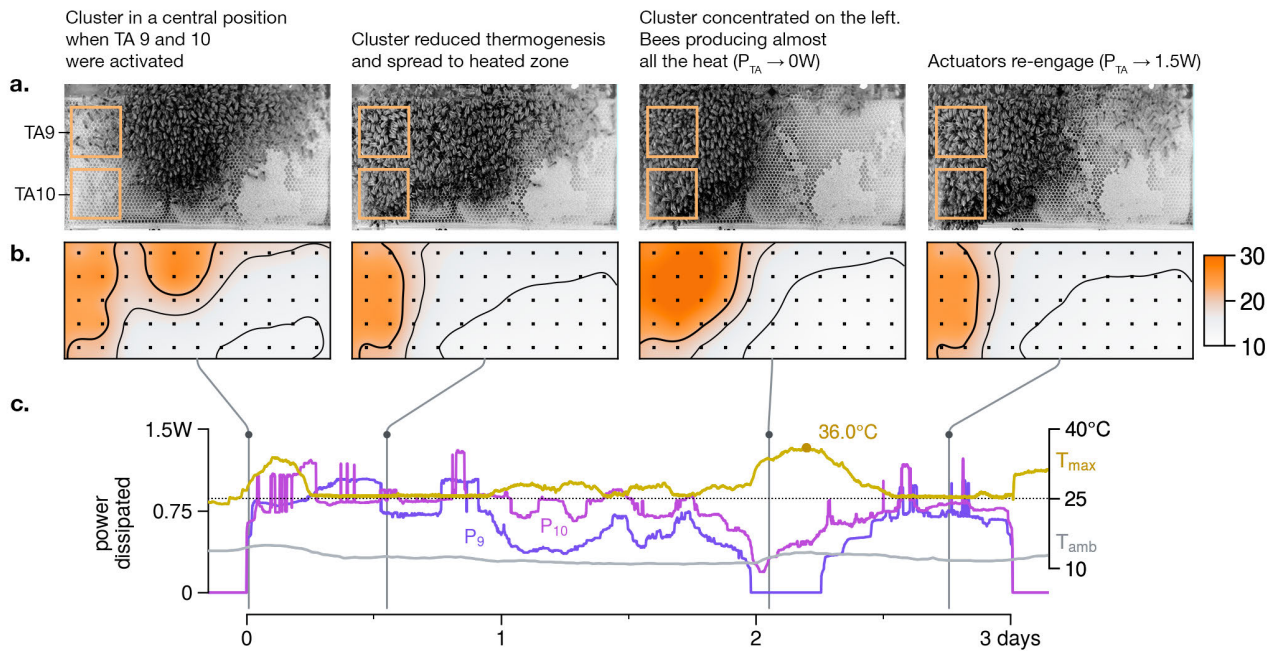 Cluster in a central position
when TA 9 and 10
were activated
Cluster reduced thermogenesis
and spread to heated zone
Cluster concentrated on the left.
Bees producing almost
all the heat (P_TA → 0W)
Actuators re-engage (P_TA → 1.5W)
a.
TA9
TA10
b.
30
20
10
c.
1.5W
0.75
0
power
dissipated
36.0°C
P_9
P_10
40°C
T_max
25
T_amb
10
0
1
2
3 days